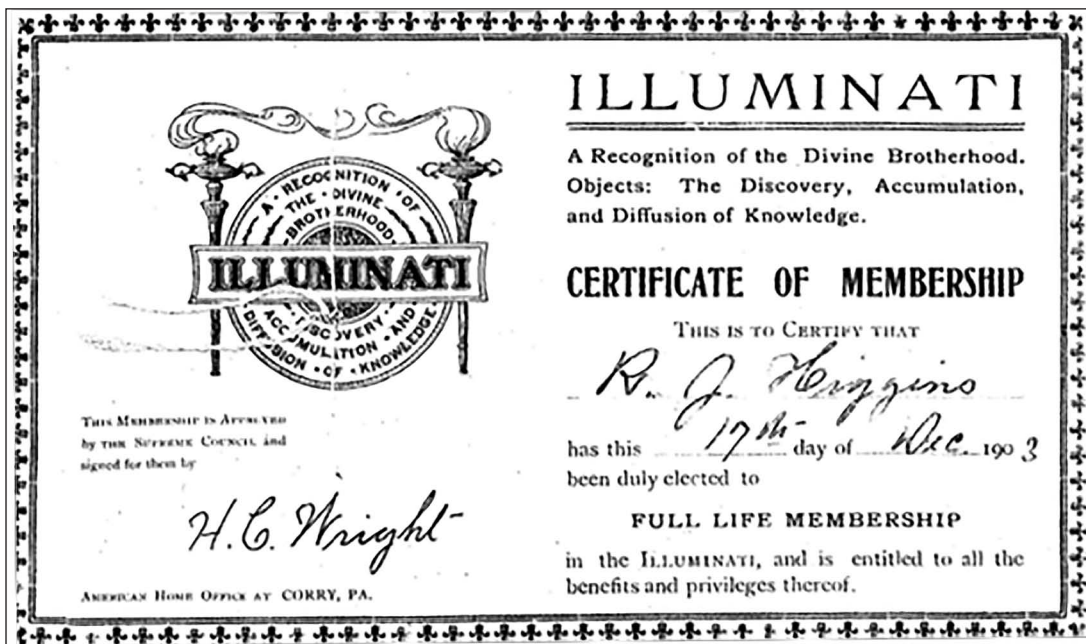 A · RECOGNITION · OF
THE · DIVINE
BROTHERHOOD
ILLUMINATI
DISCOVERY
ACCUMULATION · AND
DIFFUSION · OF · KNOWLEDGE
THIS MEMBERSHIP IS APPROVED
by THE SUPREME COUNCIL and
signed for them by
H. C. Wright
AMERICAN HOME OFFICE AT CORRY, PA.
ILLUMINATI
A Recognition of the Divine Brotherhood.
Objects: The Discovery, Accumulation,
and Diffusion of Knowledge.
CERTIFICATE OF MEMBERSHIP
THIS IS TO CERTIFY THAT
R. J. Higgins
has this 17th day of Dec. 1903
been duly elected to
FULL LIFE MEMBERSHIP
in the ILLUMINATI, and is entitled to all the
benefits and privileges thereof.